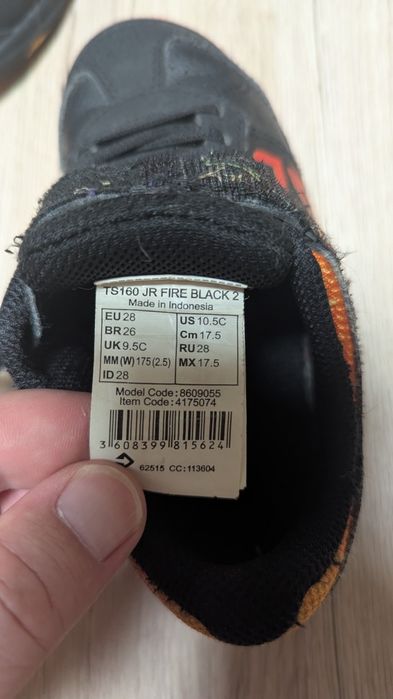 TS160 JR FIRE BLACK 2
Made in Indonesia
EU 28 US 10.5C
BR 26 Cm 17.5
UK 9.5C RU 28
MM (W) 175 (2.5) MX 17.5
ID 28
Model Code : 8609055
Item Code : 4175074
3 608399 815624
62515 CC: 113604